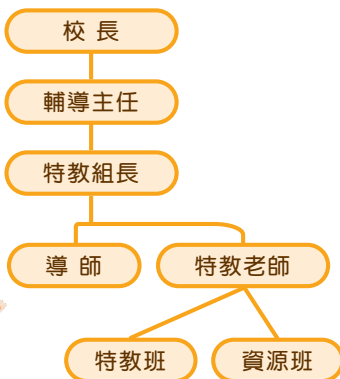 校 長
輔導主任
特教組長
導 師
特教老師
特教班
資源班